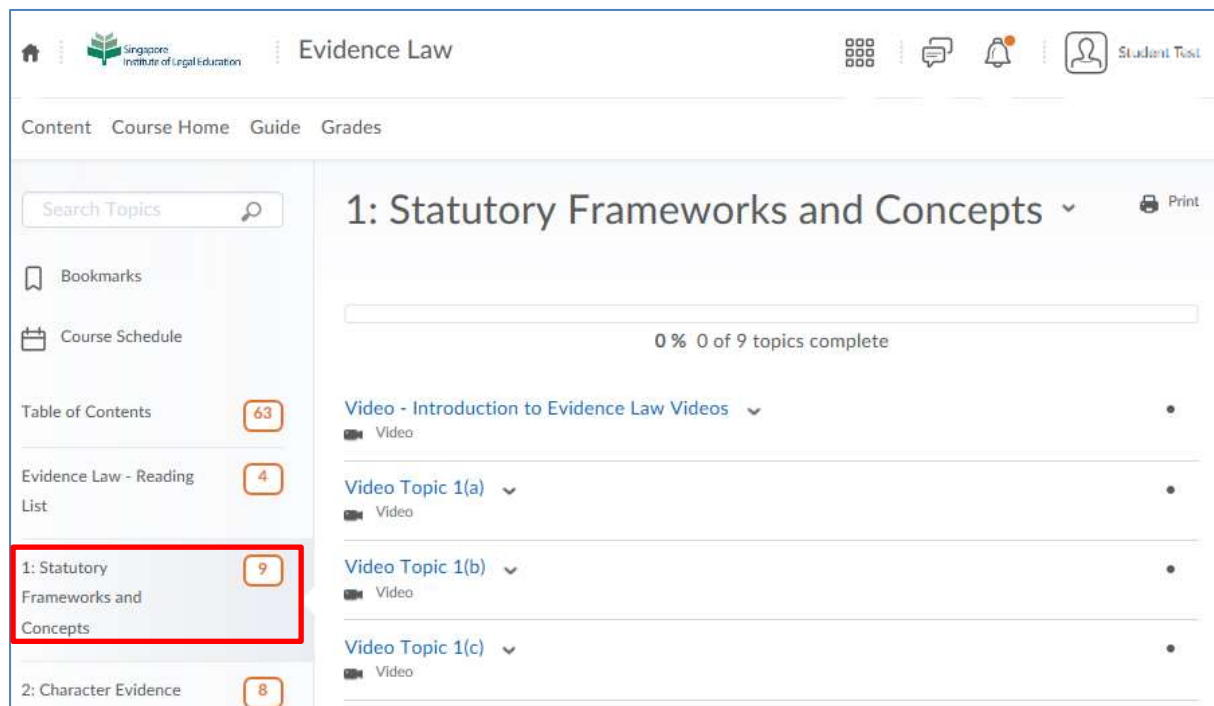 Singapore
Institute of Legal Education
Evidence Law
Student Test
Content Course Home Guide Grades
Search Topics
Bookmarks
Course Schedule
Table of Contents 63
Evidence Law - Reading 4
List
1: Statutory 9
Frameworks and
Concepts
2: Character Evidence 8
1: Statutory Frameworks and Concepts
Print
0 % 0 of 9 topics complete
Video - Introduction to Evidence Law Videos
Video
Video Topic 1(a)
Video
Video Topic 1(b)
Video
Video Topic 1(c)
Video